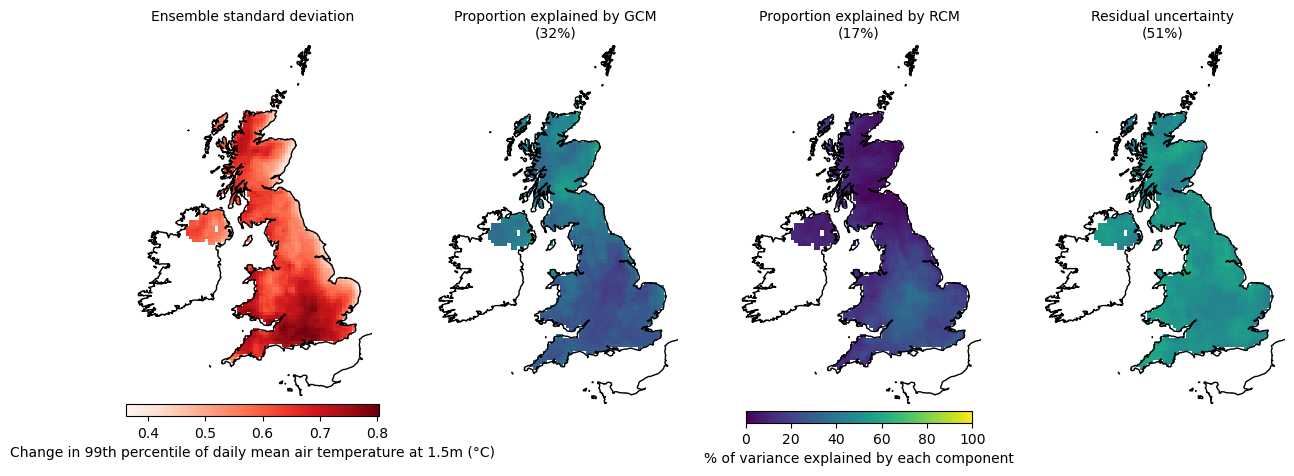 Ensemble standard deviation
Proportion explained by GCM
(32%)
Proportion explained by RCM
(17%)
Residual uncertainty
(51%)
0.4 0.5 0.6 0.7 0.8
Change in 99th percentile of daily mean air temperature at 1.5m (°C)
0 20 40 60 80 100
% of variance explained by each component